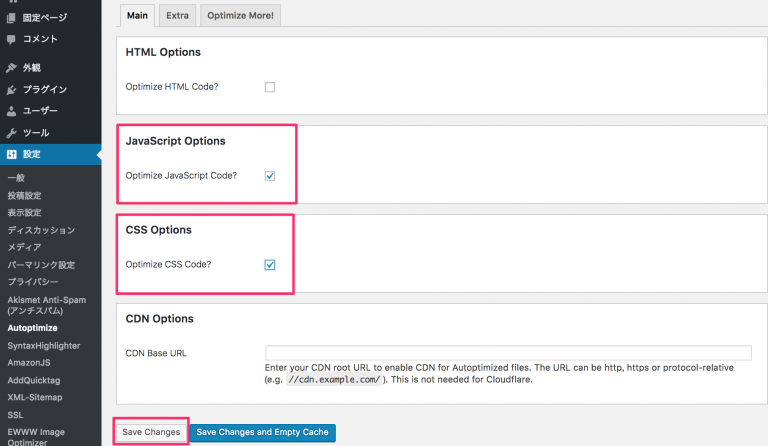 固定ページ
コメント
外観
プラグイン
ユーザー
ツール
設定
一般
投稿設定
表示設定
ディスカッション
メディア
パーマリンク設定
プライバシー
Akismet Anti-Spam
(アンチスパム)
Autoptimize
SyntaxHighlighter
AmazonJS
AddQuicktag
XML-Sitemap
SSL
EWWW Image
Optimizer
Main
Extra
Optimize More!
HTML Options
Optimize HTML Code?
JavaScript Options
Optimize JavaScript Code?
CSS Options
Optimize CSS Code?
CDN Options
CDN Base URL
Enter your CDN root URL to enable CDN for Autoptimized files. The URL can be http, https or protocol-relative
(e.g. //cdn.example.com/ ). This is not needed for Cloudflare.
Save Changes
Save Changes and Empty Cache